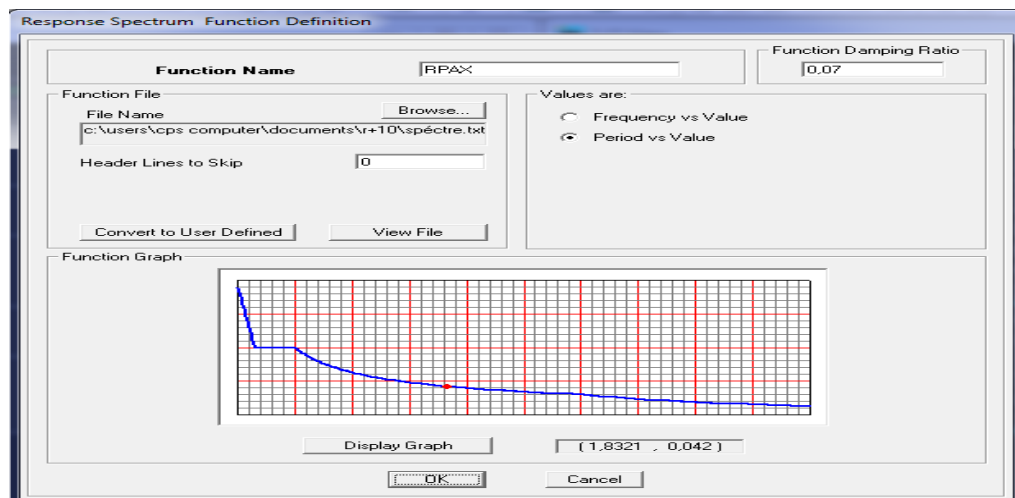 Response Spectrum Function Definition
Function Damping Ratio
Function Name
RPAX
0,07
Function File
Values are:
File Name
Browse...
Frequency vs Value
c:\users\cps computer\documents\r+10\spéctre.txt
Period vs Value
Header Lines to Skip
0
Convert to User Defined
View File
Function Graph
Display Graph
( 1,8321 , 0,042 )
OK
Cancel